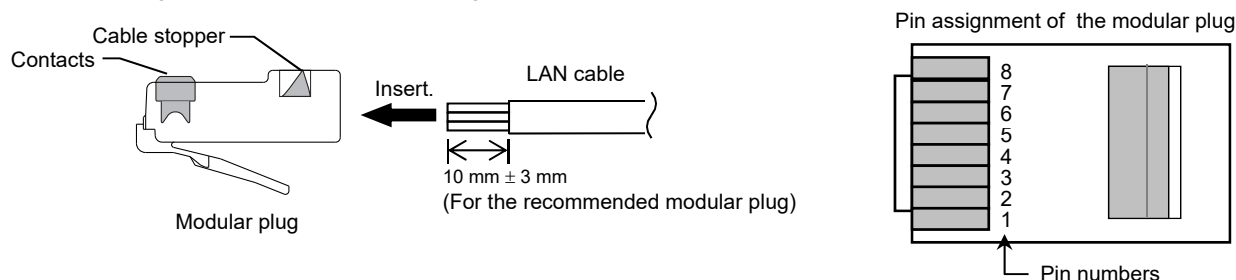 Pin assignment of the modular plug
Cable stopper
Contacts
LAN cable
Insert.
8
7
6
5
4
3
2
1
10 mm ± 3 mm
(For the recommended modular plug)
Modular plug
Pin numbers